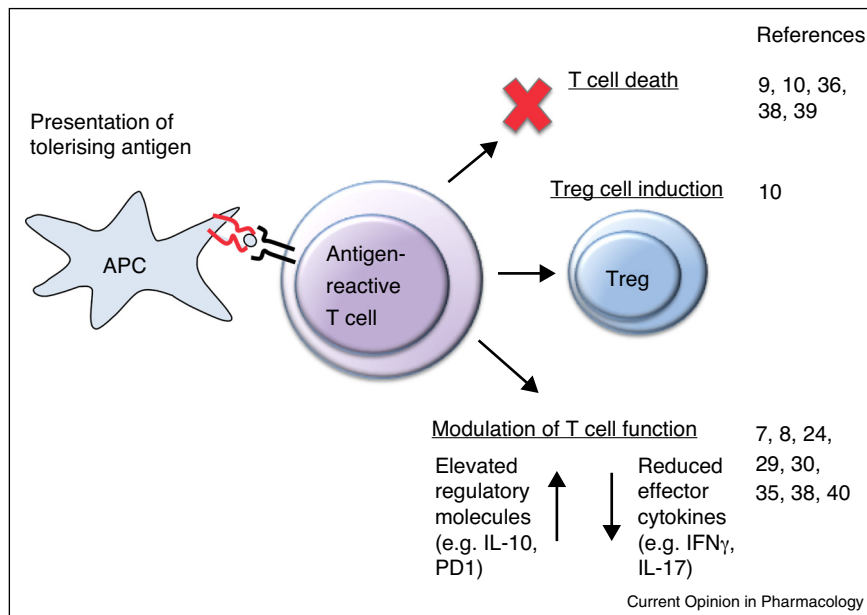 References
T cell death
9, 10, 36,
38, 39
Presentation of
tolerising antigen
APC
Antigen-
reactive
T cell
Treg cell induction
10
Treg
Modulation of T cell function
7, 8, 24,
29, 30,
35, 38, 40
Elevated
regulatory
molecules
(e.g. IL-10,
PD1)
Reduced
effector
cytokines
(e.g. IFNγ,
IL-17)
Current Opinion in Pharmacology